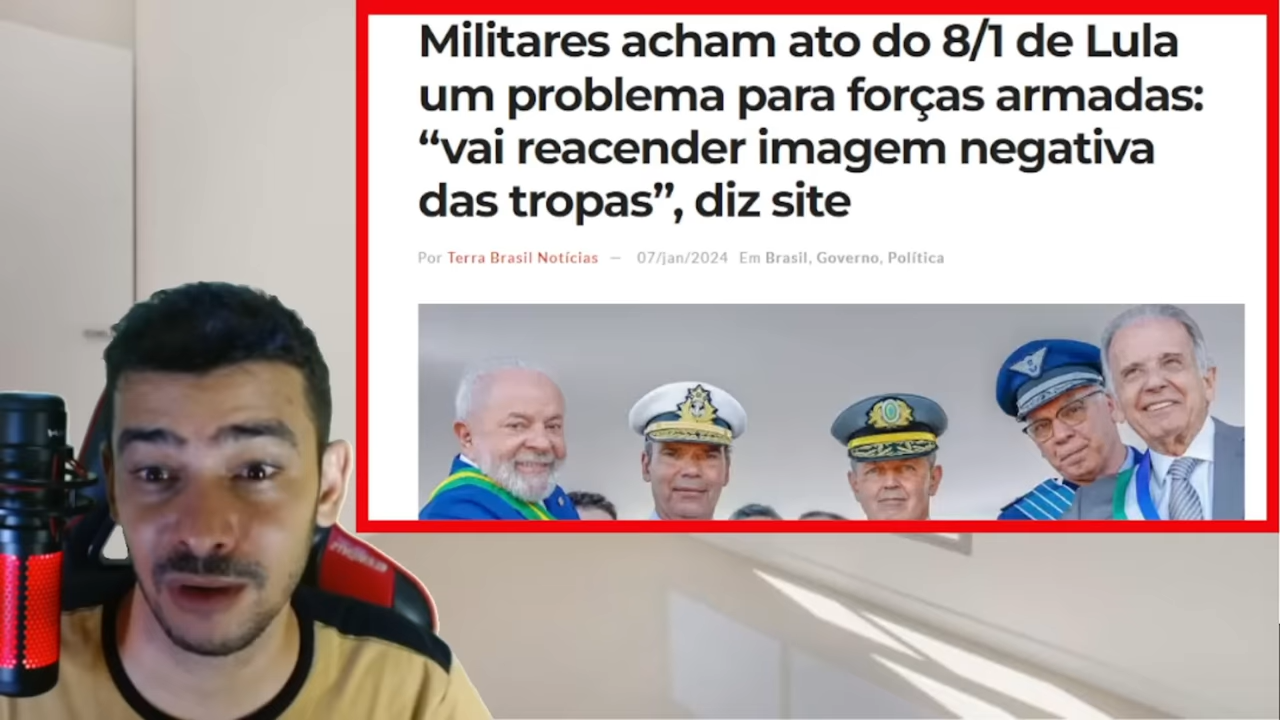 Militares acham ato do 8/1 de Lula
um problema para forças armadas:
“vai reacender imagem negativa
das tropas”, diz site
Por Terra Brasil Notícias — 07/jan/2024 Em Brasil, Governo, Política